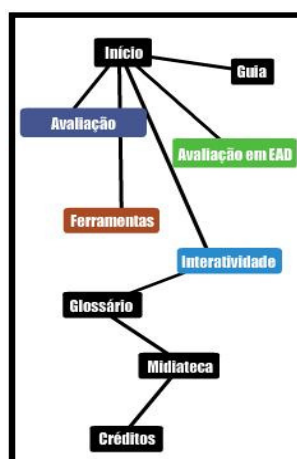 Início
Guia
Avaliação
Avaliação em EAD
Ferramentas
Interatividade
Glossário
Midiateca
Créditos